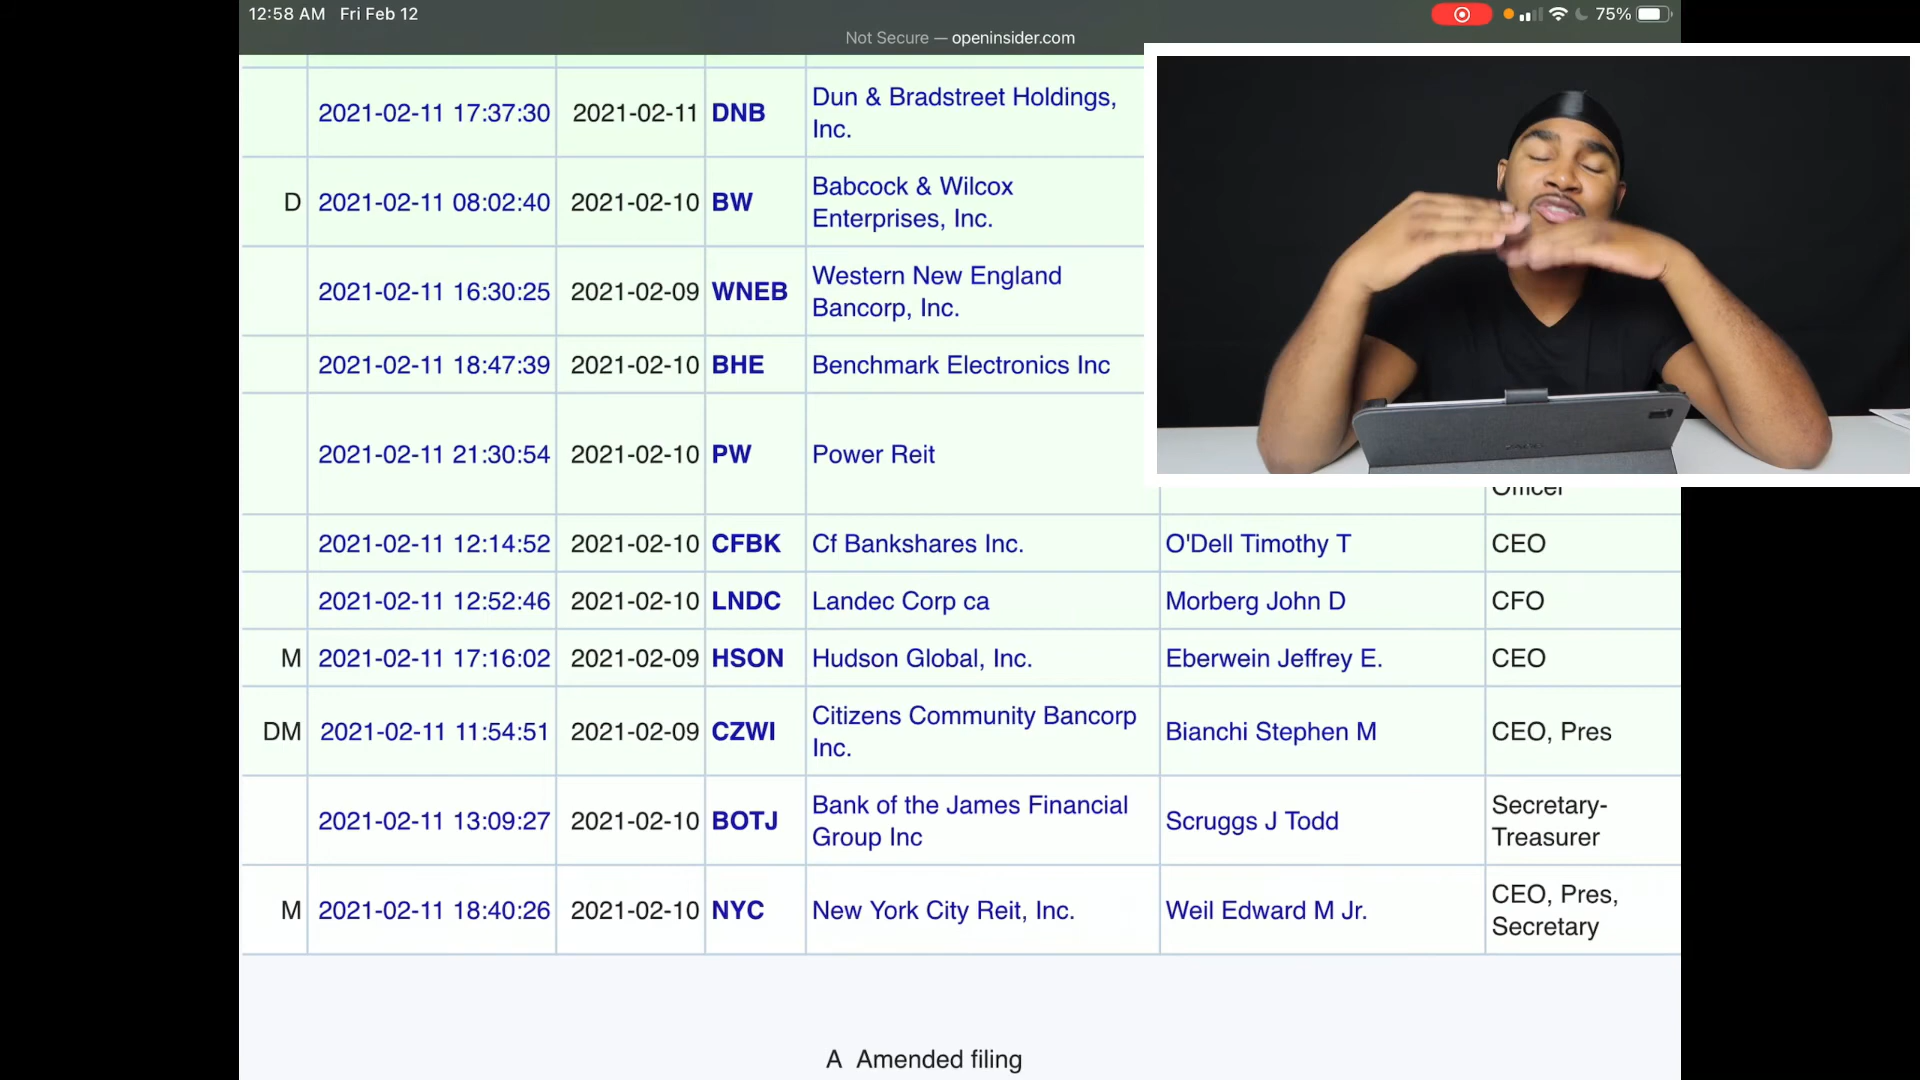 12:58 AM Fri Feb 12
75%
Not Secure — openinsider.com
2021-02-11 17:37:30 2021-02-11 DNB Dun & Bradstreet Holdings,
Inc.
D 2021-02-11 08:02:40 2021-02-10 BW Babcock & Wilcox
Enterprises, Inc.
2021-02-11 16:30:25 2021-02-09 WNEB Western New England
Bancorp, Inc.
2021-02-11 18:47:39 2021-02-10 BHE Benchmark Electronics Inc
2021-02-11 21:30:54 2021-02-10 PW Power Reit
Officer
2021-02-11 12:14:52 2021-02-10 CFBK Cf Bankshares Inc. O'Dell Timothy T CEO
2021-02-11 12:52:46 2021-02-10 LNDC Landec Corp ca Morberg John D CFO
M 2021-02-11 17:16:02 2021-02-09 HSON Hudson Global, Inc. Eberwein Jeffrey E. CEO
DM 2021-02-11 11:54:51 2021-02-09 CZWI Citizens Community Bancorp
Inc. Bianchi Stephen M CEO, Pres
2021-02-11 13:09:27 2021-02-10 BOTJ Bank of the James Financial
Group Inc Scruggs J Todd Secretary-
Treasurer
M 2021-02-11 18:40:26 2021-02-10 NYC New York City Reit, Inc. Weil Edward M Jr. CEO, Pres,
Secretary
A Amended filing